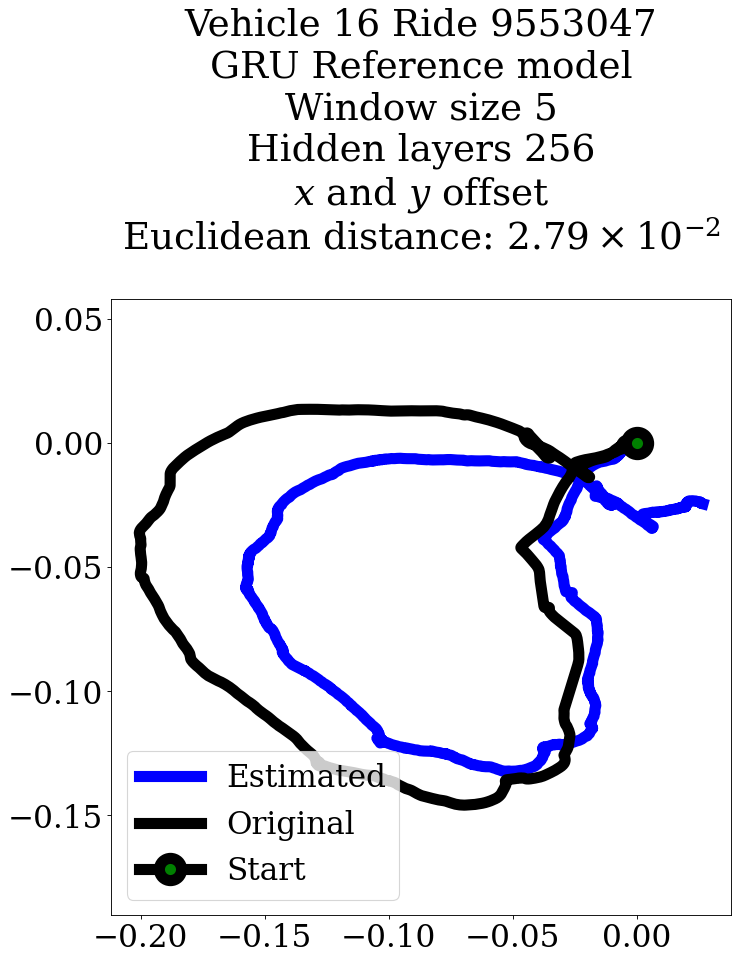 Vehicle 16 Ride 9553047
GRU Reference model
Window size 5
Hidden layers 256
x and y offset
Euclidean distance: 2.79 × 10⁻²
0.05
0.00
−0.05
−0.10
−0.15
Estimated
Original
Start
−0.20 −0.15 −0.10 −0.05 0.00